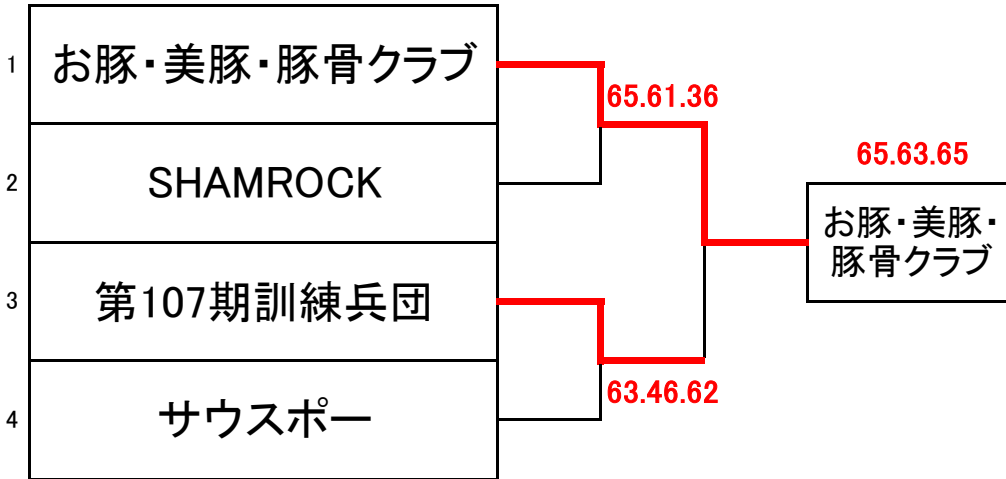 1
お豚・美豚・豚骨クラブ
65.61.36
65.63.65
2
SHAMROCK
お豚・美豚・
豚骨クラブ
3
第107期訓練兵団
63.46.62
4
サウスポー